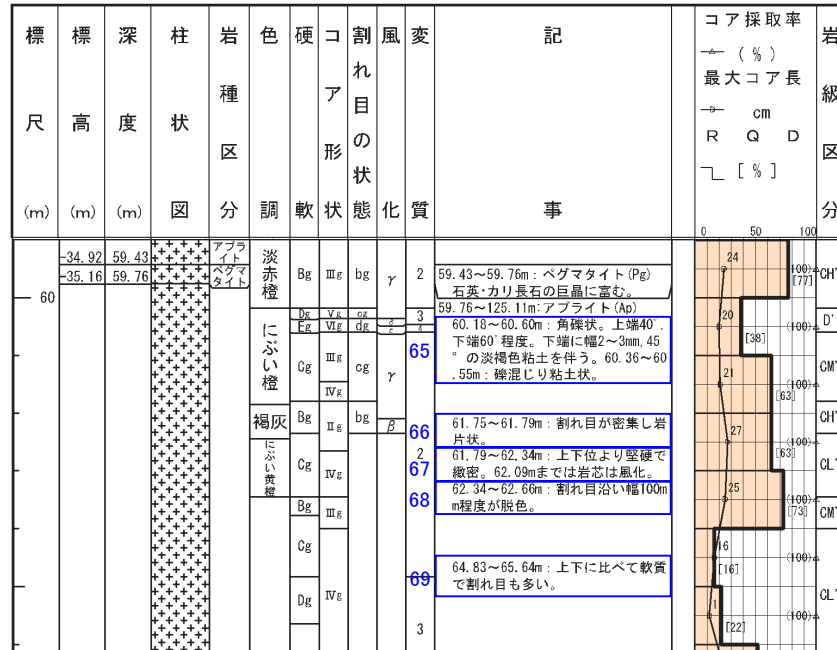 標尺(m)
標高(m)
深度(m)
柱状図
岩種区分
色調
硬軟
コア形状
割れ目の状態
風化
変質
記事
コア採取率
(%)
最大コア長
cm
R Q D
[%]
岩級区分
0 50 100
60
-34.92 59.43
-35.16 59.76
アプライト
ペグマタイト
淡赤橙
にぶい橙
褐灰
にぶい黄橙
Bg
Dg
Eg
Cg
Bg
Cg
Bg
Cg
Dg
Ⅲg
Ⅴg
Ⅵg
Ⅲg
Ⅳg
Ⅱg
Ⅳg
Ⅲg
Ⅳg
bg
cg
dg
cg
bg
γ
γ
β
2
3
2
3
65
66
67
68
69
59.43~59.76m:ペグマタイト(Pg)
石英・カリ長石の巨晶に富む。
59.76~125.11m:アプライト(Ap)
60.18~60.60m:角礫状。上端40°,
下端60°程度。下端に幅2~3mm,45
°の淡褐色粘土を伴う。60.36~60
.55m:礫混じり粘土状。
61.75~61.79m:割れ目が密集し岩
片状。
61.79~62.34m:上下位より堅硬で
緻密。62.09mまでは岩芯は風化。
62.34~62.66m:割れ目沿い幅100m
m程度が脱色。
64.83~65.64m:上下に比べて軟質
で割れ目も多い。
24
(100)
[77]
20
(100)
[38]
21
(100)
[63]
27
(100)
[63]
25
(100)
[73]
16
(100)
[16]
1
(100)
[22]
CH'
D'
CM'
CH'
CL'
CM'
CL'